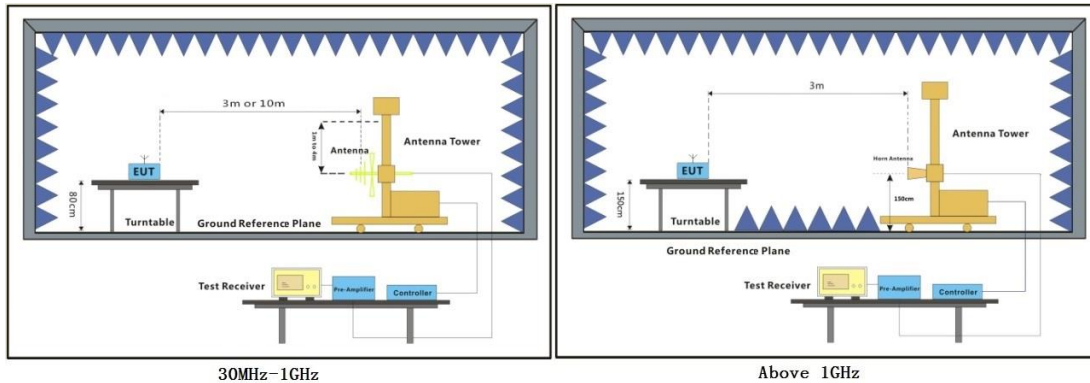 3m or 10m
1m to 4m
Antenna
Antenna Tower
EUT
80cm
Turntable
Ground Reference Plane
Test Receiver
Pre-Amplifier
Controller
30MHz-1GHz
3m
Antenna Tower
Horn Antenna
EUT
150cm
150cm
Turntable
Ground Reference Plane
Test Receiver
Pre-Amplifier
Controller
Above 1GHz